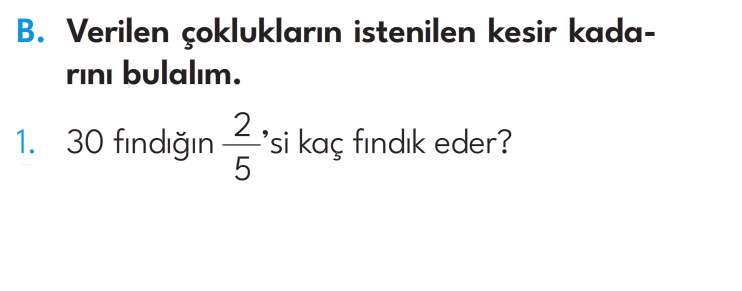 B. Verilen çoklukların istenilen kesir kada-
rını bulalım.
1. 30 fındığın 2/5'si kaç fındık eder?